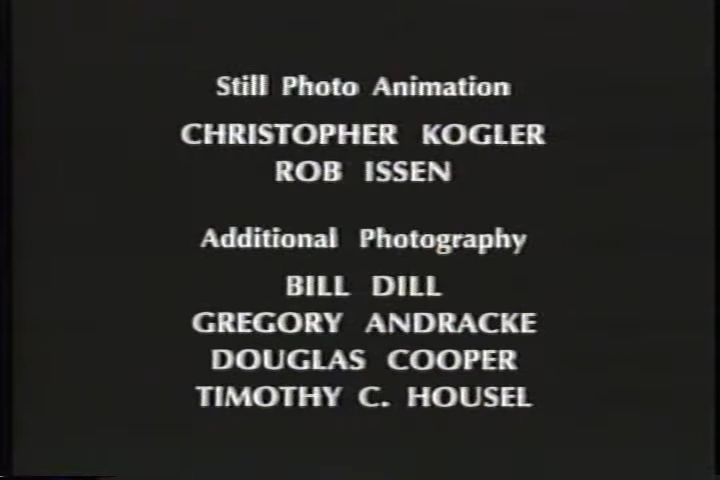 Still Photo Animation
CHRISTOPHER KOGLER
ROB ISSEN
Additional Photography
BILL DILL
GREGORY ANDRACKE
DOUGLAS COOPER
TIMOTHY C. HOUSEL